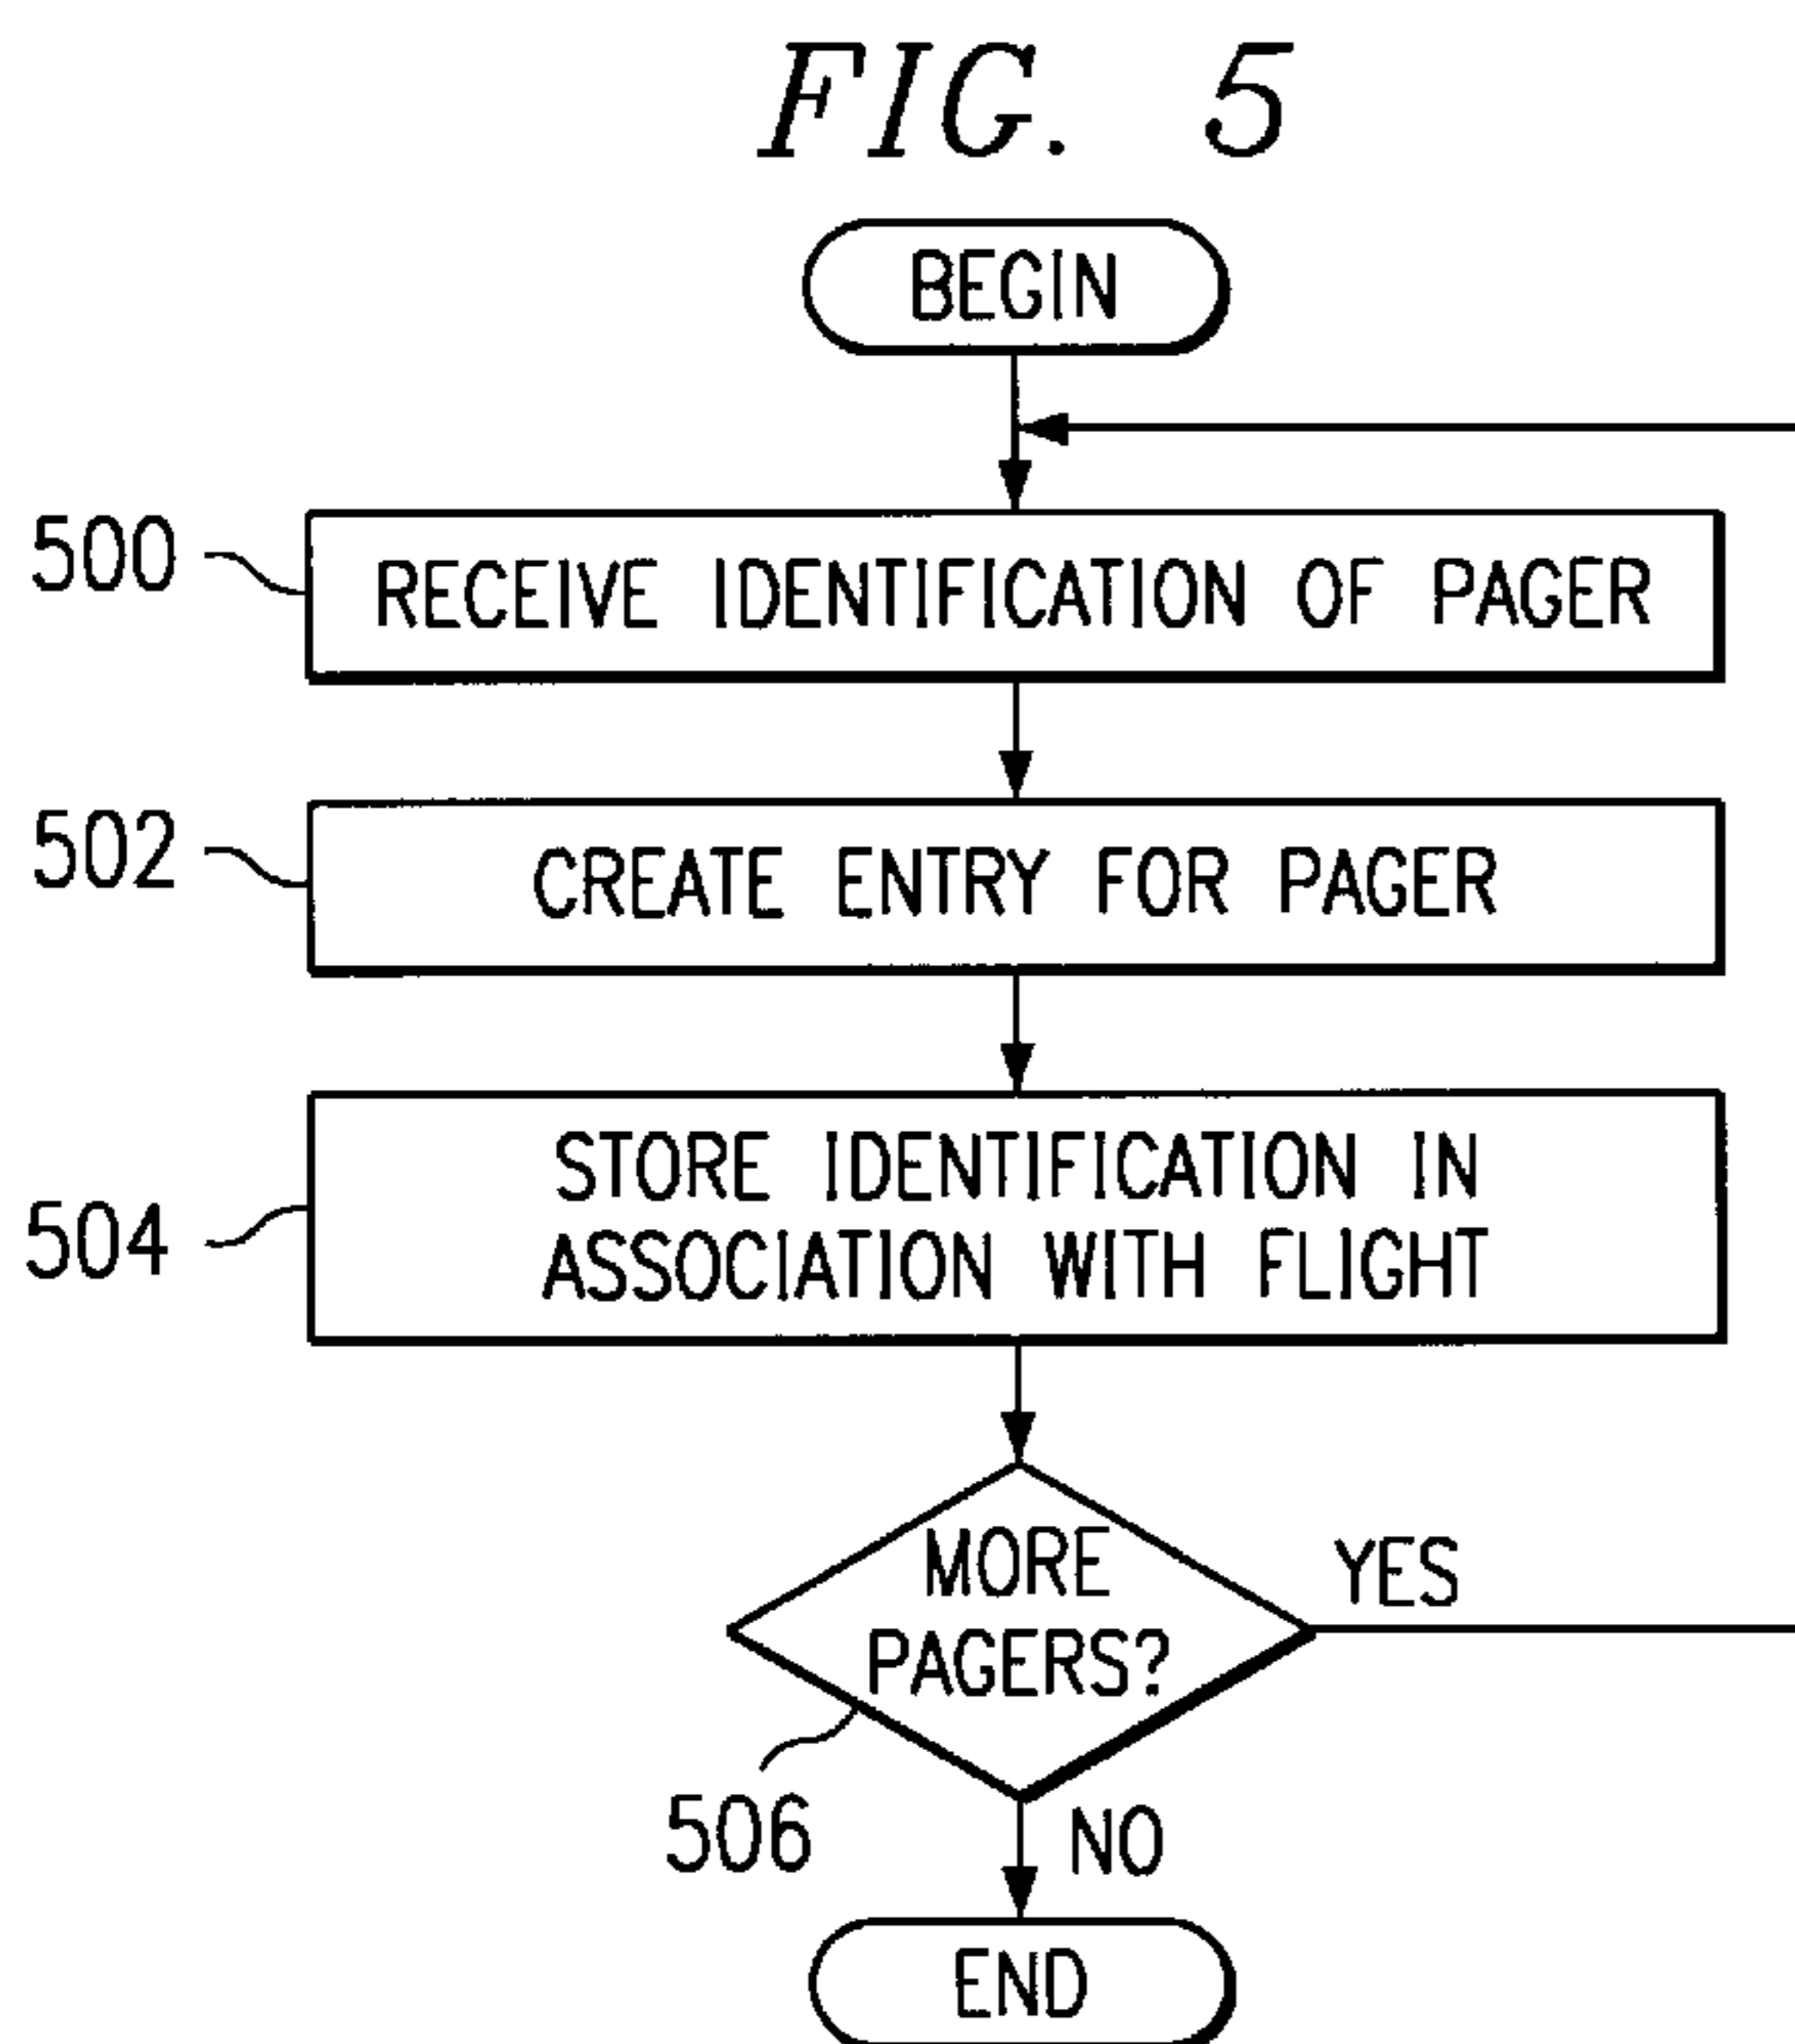 FIG. 5
BEGIN
500
RECEIVE IDENTIFICATION OF PAGER
502
CREATE ENTRY FOR PAGER
504
STORE IDENTIFICATION IN
ASSOCIATION WITH FLIGHT
MORE
PAGERS?
YES
506
NO
END